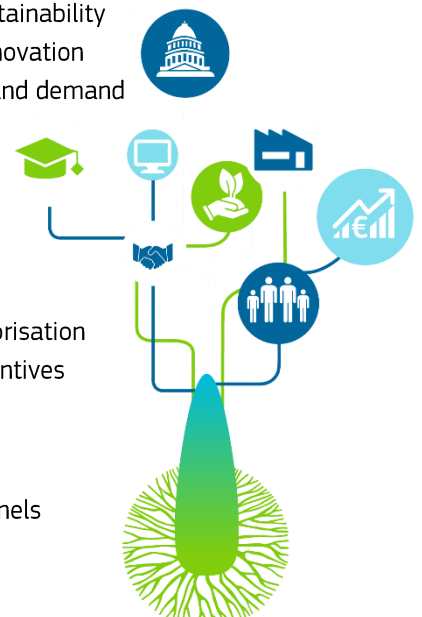 tainability
novation
and demand
€
orisation
ntives
nels